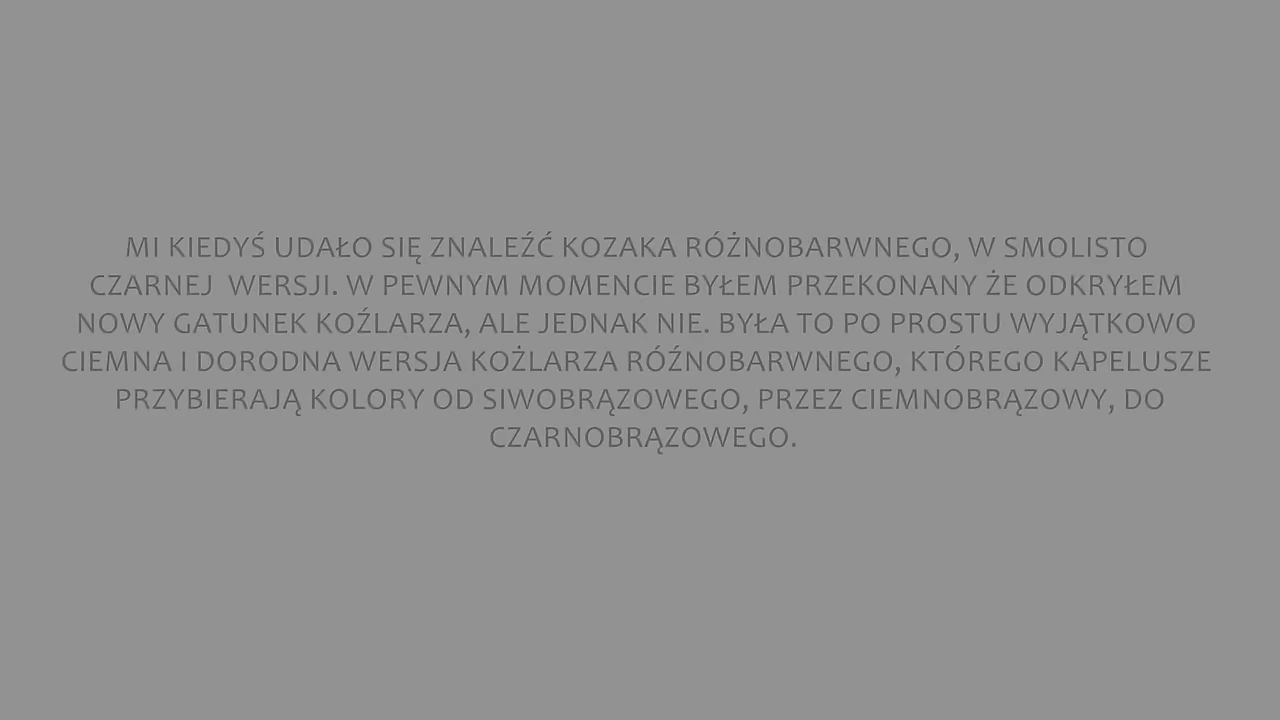 MI KIEDYŚ UDAŁO SIĘ ZNALEŹĆ KOZAKA RÓŻNOBARWNEGO, W SMOLISTO
CZARNEJ  WERSJI. W PEWNYM MOMENCIE BYŁEM PRZEKONANY ŻE ODKRYŁEM
NOWY GATUNEK KOŹLARZA, ALE JEDNAK NIE. BYŁA TO PO PROSTU WYJĄTKOWO
CIEMNA I DORODNA WERSJA KOŻLARZA RÓŹNOBARWNEGO, KTÓREGO KAPELUSZE
PRZYBIERAJĄ KOLORY OD SIWOBRĄZOWEGO, PRZEZ CIEMNOBRĄZOWY, DO
CZARNOBRĄZOWEGO.